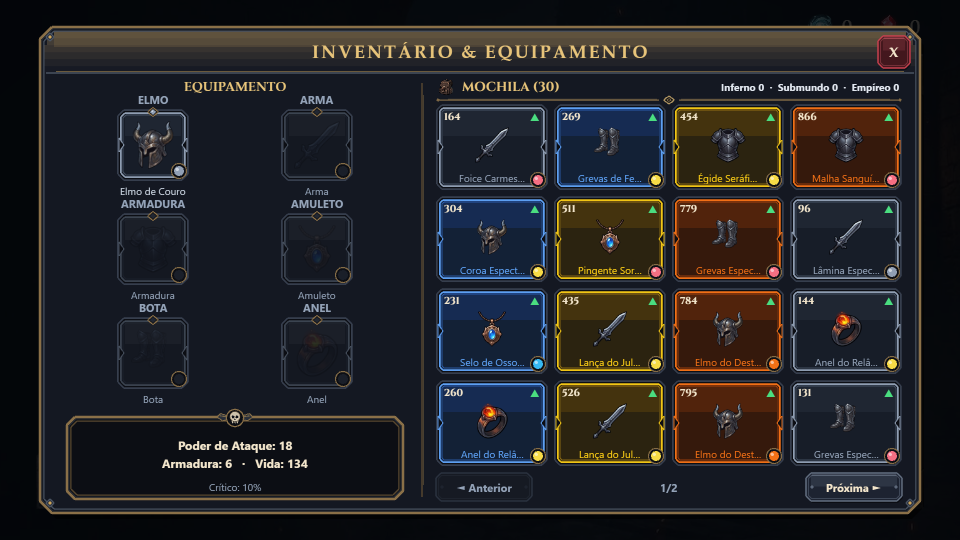 INVENTÁRIO & EQUIPAMENTO
X
EQUIPAMENTO
ELMO
ARMA
Elmo de Couro
Arma
ARMADURA
AMULETO
Armadura
Amuleto
BOTA
ANEL
Bota
Anel
Poder de Ataque: 18
Armadura: 6 · Vida: 134
Crítico: 10%
MOCHILA (30)
Inferno 0 · Submundo 0 · Empíreo 0
164
269
454
866
Foice Carmes...
Grevas de Fe...
Égide Seráfi...
Malha Sanguí...
304
511
779
96
Coroa Espect...
Pingente Sor...
Grevas Espec...
Lâmina Espec...
231
435
784
144
Selo de Osso...
Lança do Jul...
Elmo do Dest...
Anel do Relâ...
260
526
795
131
Anel do Relâ...
Lança do Jul...
Elmo do Dest...
Grevas Espec...
◄ Anterior
1/2
Próxima ►